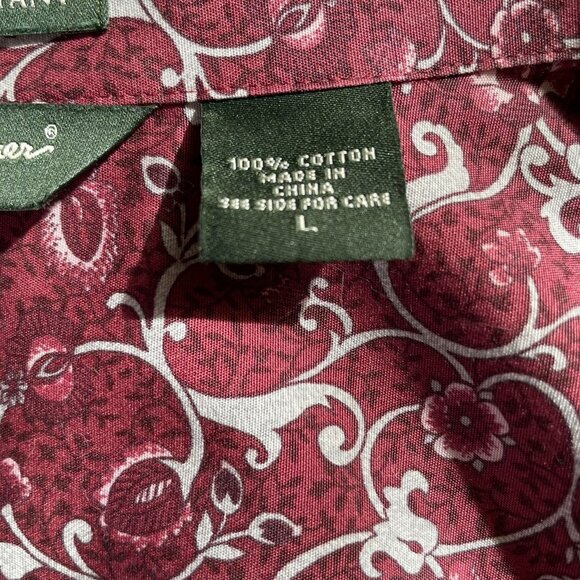 100% COTTON
MADE IN
CHINA
SEE SIDE FOR CARE
L